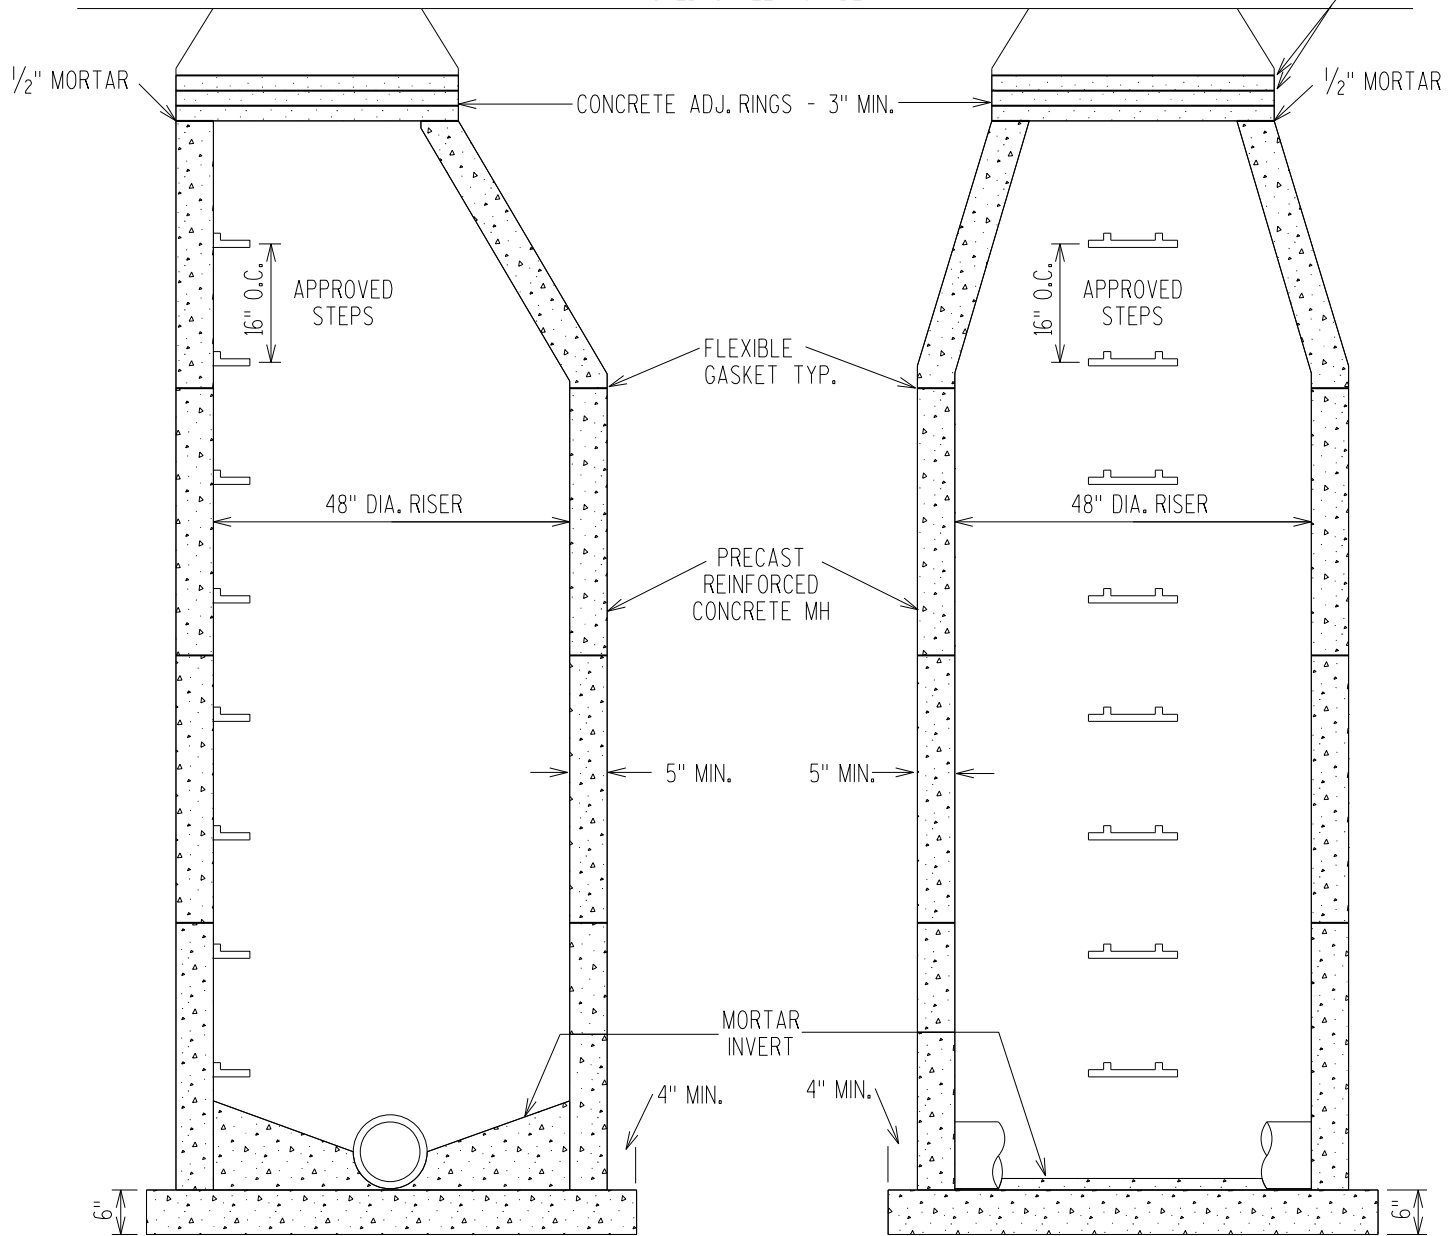 1/2" MORTAR
CONCRETE ADJ. RINGS - 3" MIN.
1/2" MORTAR
16" O.C.
APPROVED
STEPS
16" O.C.
APPROVED
STEPS
FLEXIBLE
GASKET TYP.
48" DIA. RISER
48" DIA. RISER
PRECAST
REINFORCED
CONCRETE MH
5" MIN.
5" MIN.
MORTAR
INVERT
4" MIN.
4" MIN.
6"
6"